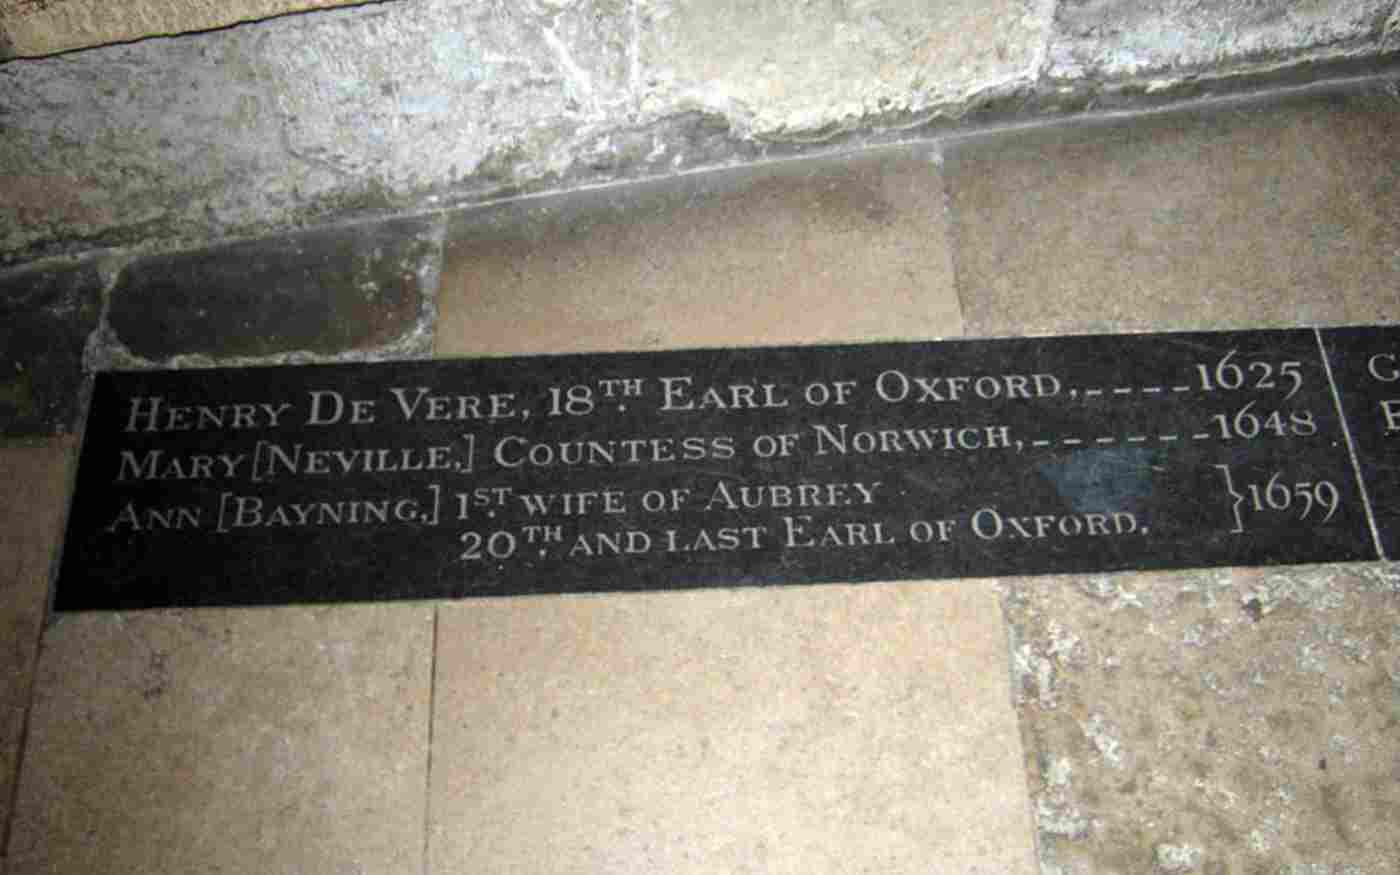 HENRY DE VERE, 18TH. EARL OF OXFORD,----1625
MARY [NEVILLE,] COUNTESS OF NORWICH,------1648.
ANN [BAYNING,] 1ST. WIFE OF AUBREY
20TH. AND LAST EARL OF OXFORD. }1659